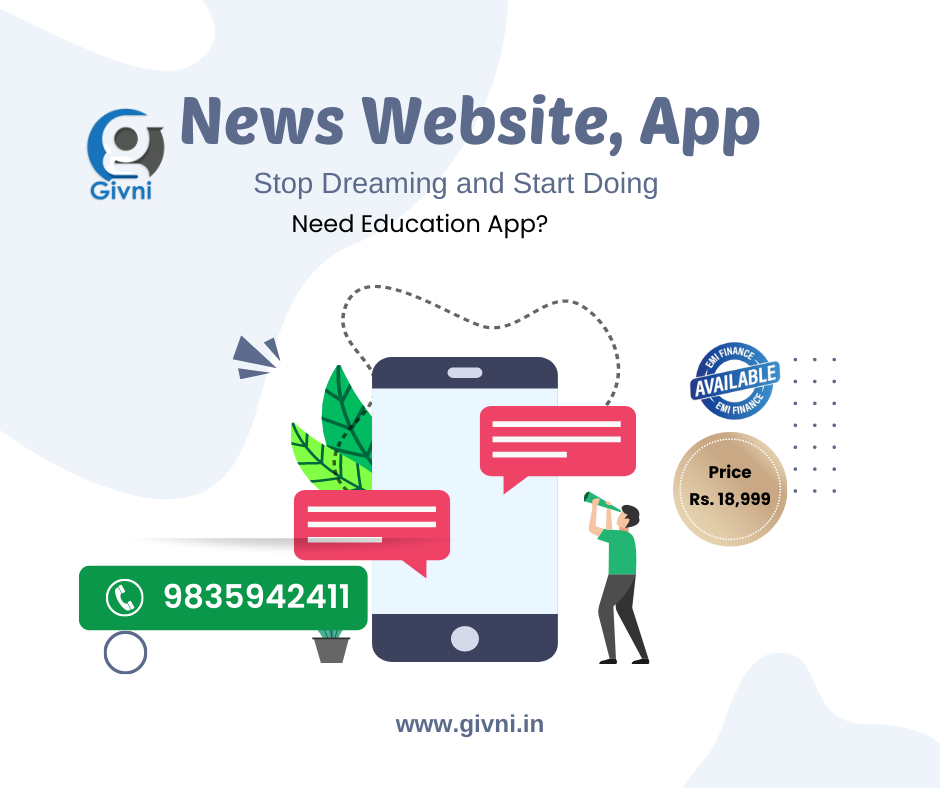 News Website, App
Givni
Stop Dreaming and Start Doing
Need Education App?
EMI FINANCE
AVAILABLE
EMI FINANCE
Price
Rs. 18,999
9835942411
www.givni.in